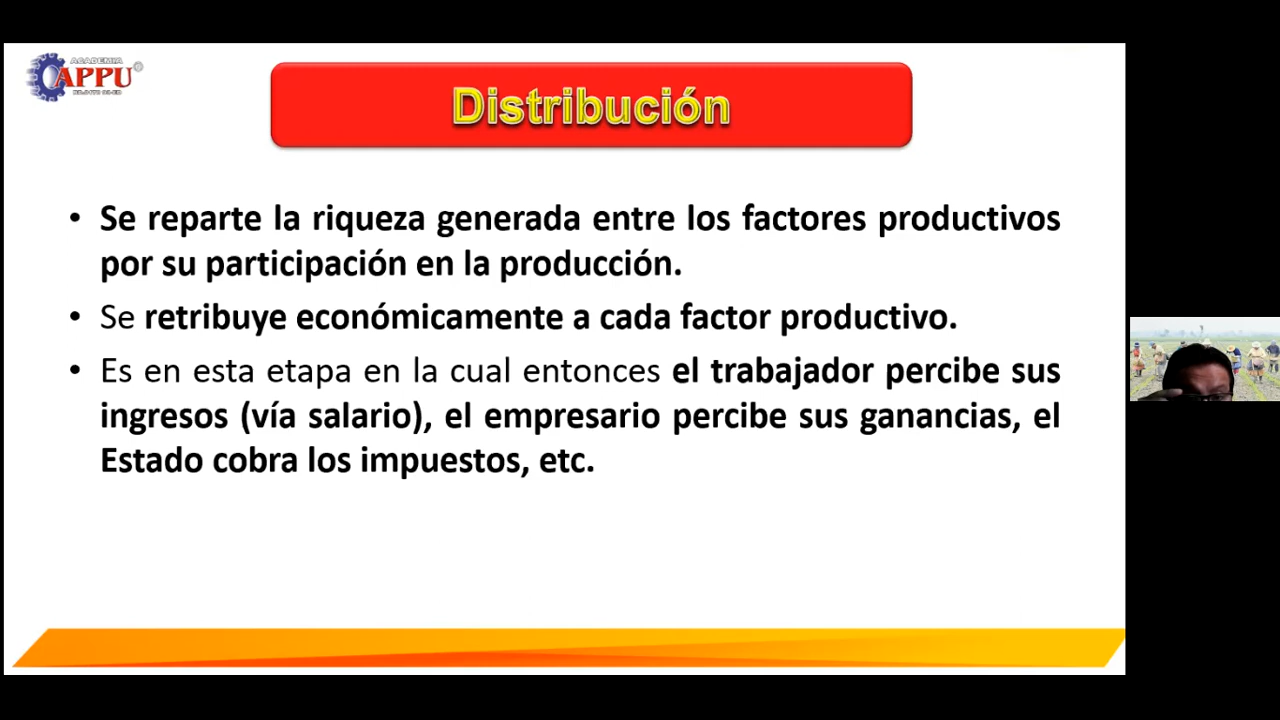 ACADEMIA
APPU
Distribución
• Se reparte la riqueza generada entre los factores productivos
por su participación en la producción.
• Se retribuye económicamente a cada factor productivo.
• Es en esta etapa en la cual entonces el trabajador percibe sus
ingresos (vía salario), el empresario percibe sus ganancias, el
Estado cobra los impuestos, etc.